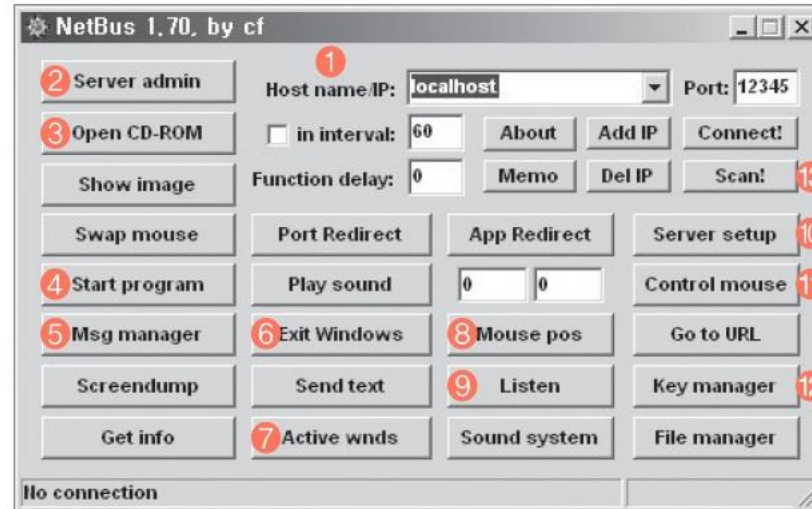 NetBus 1.70, by cf
1
2 Server admin
Host name/IP: localhost Port: 12345
3 Open CD-ROM
in interval: 60 About Add IP Connect!
Show image
Function delay: 0 Memo Del IP Scan! 13
Swap mouse Port Redirect App Redirect Server setup 10
4 Start program Play sound 0 0 Control mouse 11
5 Msg manager 6 Exit Windows 8 Mouse pos Go to URL
Screendump Send text 9 Listen Key manager 12
Get info 7 Active wnds Sound system File manager
No connection